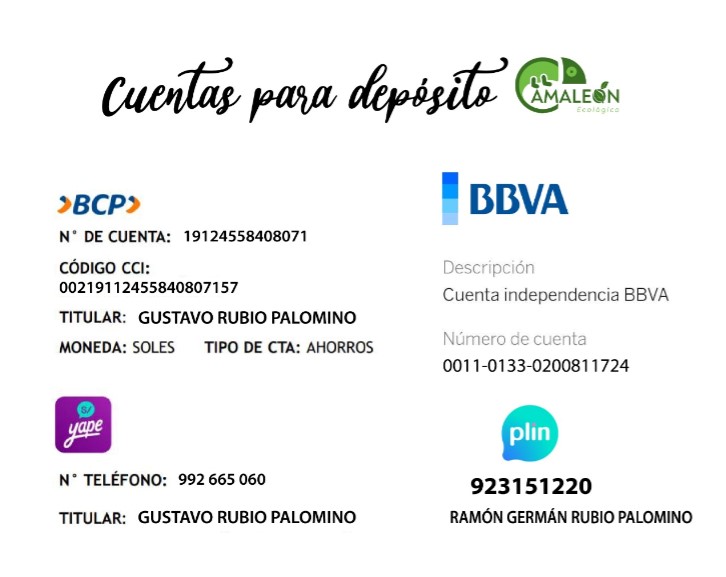 Cuentas para depósito
CAMALEÓN
Ecológico
BCP
N° DE CUENTA: 19124558408071
CÓDIGO CCI:
00219112455840807157
TITULAR: GUSTAVO RUBIO PALOMINO
MONEDA: SOLES TIPO DE CTA: AHORROS
BBVA
Descripción
Cuenta independencia BBVA
Número de cuenta
0011-0133-0200811724
S/
yape
N° TELÉFONO: 992 665 060
TITULAR: GUSTAVO RUBIO PALOMINO
plin
923151220
RAMÓN GERMÁN RUBIO PALOMINO